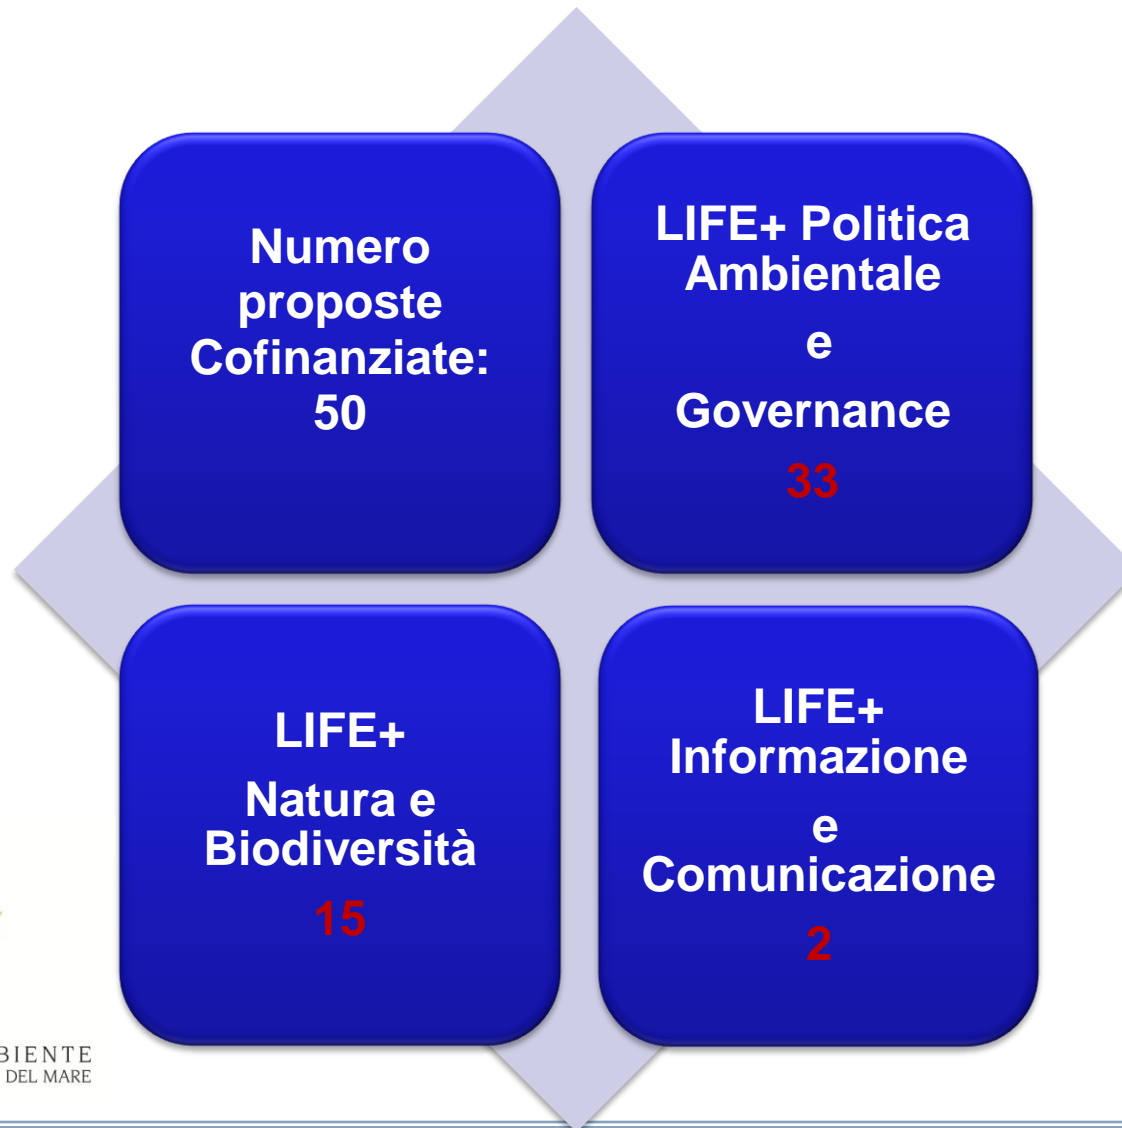 Numero
proposte
Cofinanziate:
50
LIFE+ Politica
Ambientale
e
Governance
33
LIFE+
Natura e
Biodiversità
15
LIFE+
Informazione
e
Comunicazione
2
DEL MARE